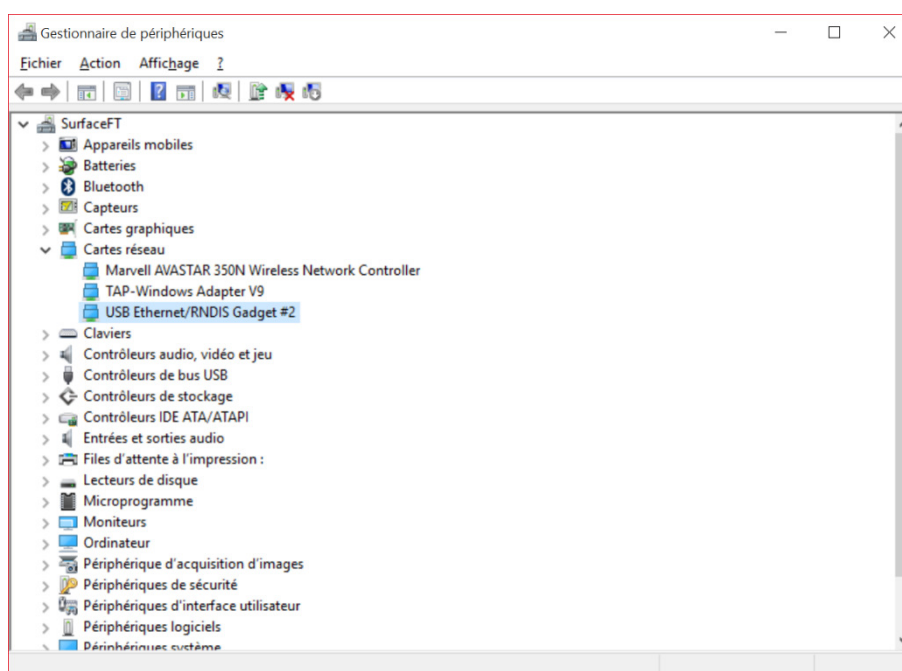 Gestionnaire de périphériques
Fichier Action Affichage ?
SurfaceFT
Appareils mobiles
Batteries
Bluetooth
Capteurs
Cartes graphiques
Cartes réseau
Marvell AVASTAR 350N Wireless Network Controller
TAP-Windows Adapter V9
USB Ethernet/RNDIS Gadget #2
Claviers
Contrôleurs audio, vidéo et jeu
Contrôleurs de bus USB
Contrôleurs de stockage
Contrôleurs IDE ATA/ATAPI
Entrées et sorties audio
Files d'attente à l'impression :
Lecteurs de disque
Microprogramme
Moniteurs
Ordinateur
Périphérique d'acquisition d'images
Périphériques de sécurité
Périphériques d'interface utilisateur
Périphériques logiciels
Périphériques système